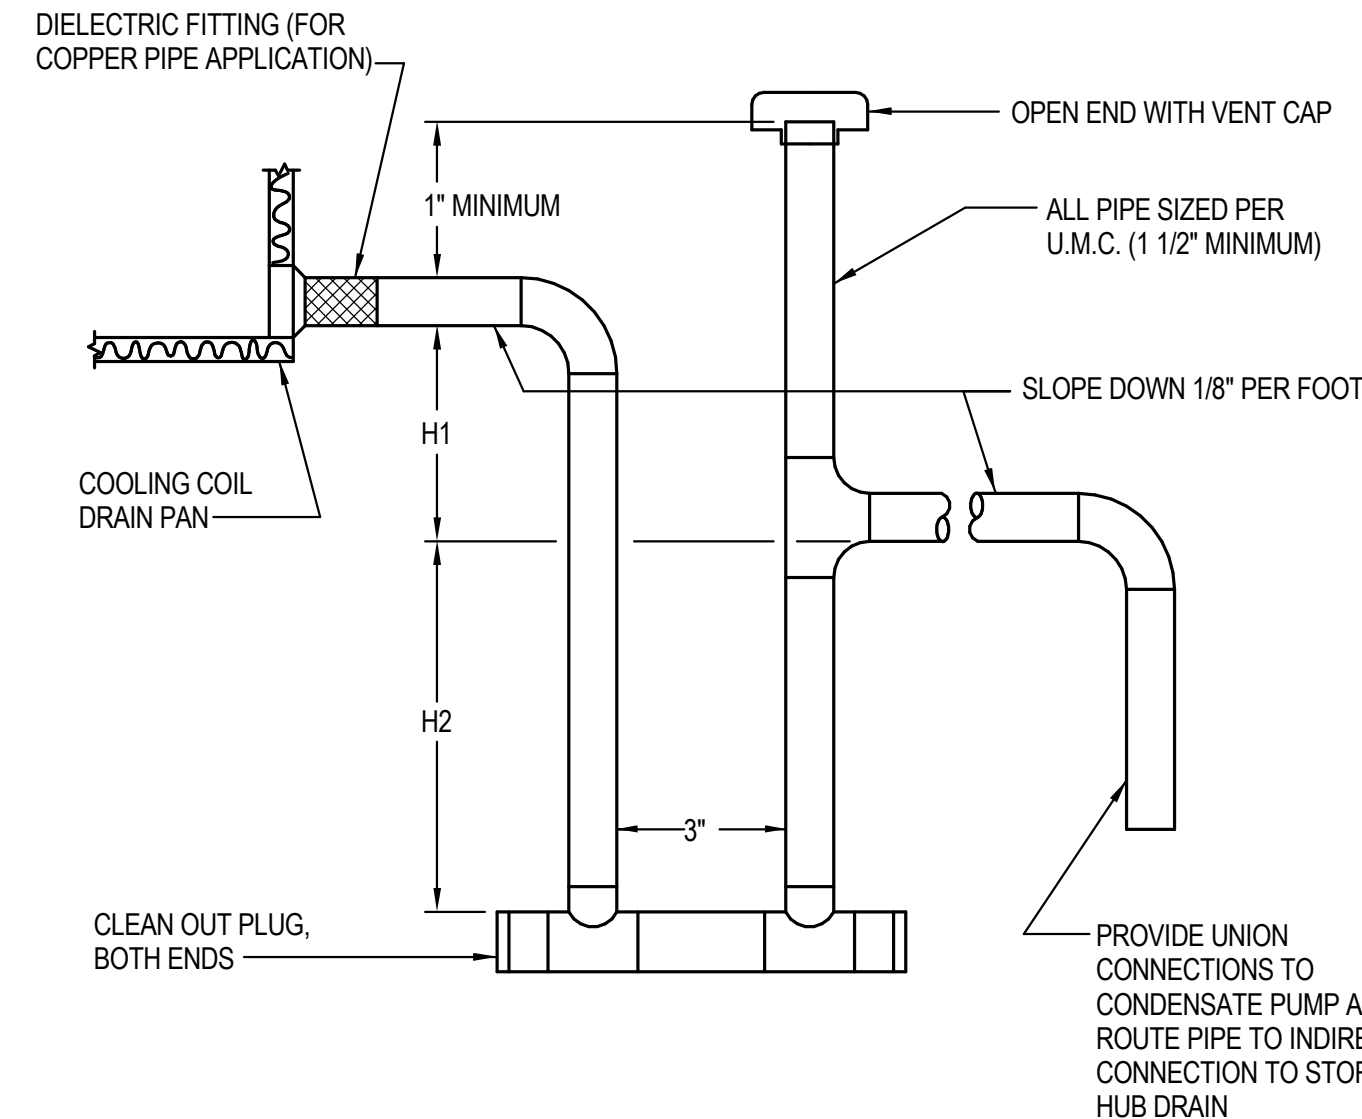 DIELECTRIC FITTING (FOR
COPPER PIPE APPLICATION)
OPEN END WITH VENT CAP
1" MINIMUM
ALL PIPE SIZED PER
U.M.C. (1 1/2" MINIMUM)
SLOPE DOWN 1/8" PER FOOT
H1
COOLING COIL
DRAIN PAN
H2
3"
CLEAN OUT PLUG,
BOTH ENDS
PROVIDE UNION
CONNECTIONS TO
CONDENSATE PUMP
ROUTE PIPE TO
CONNECTION TO
HUB DRAIN